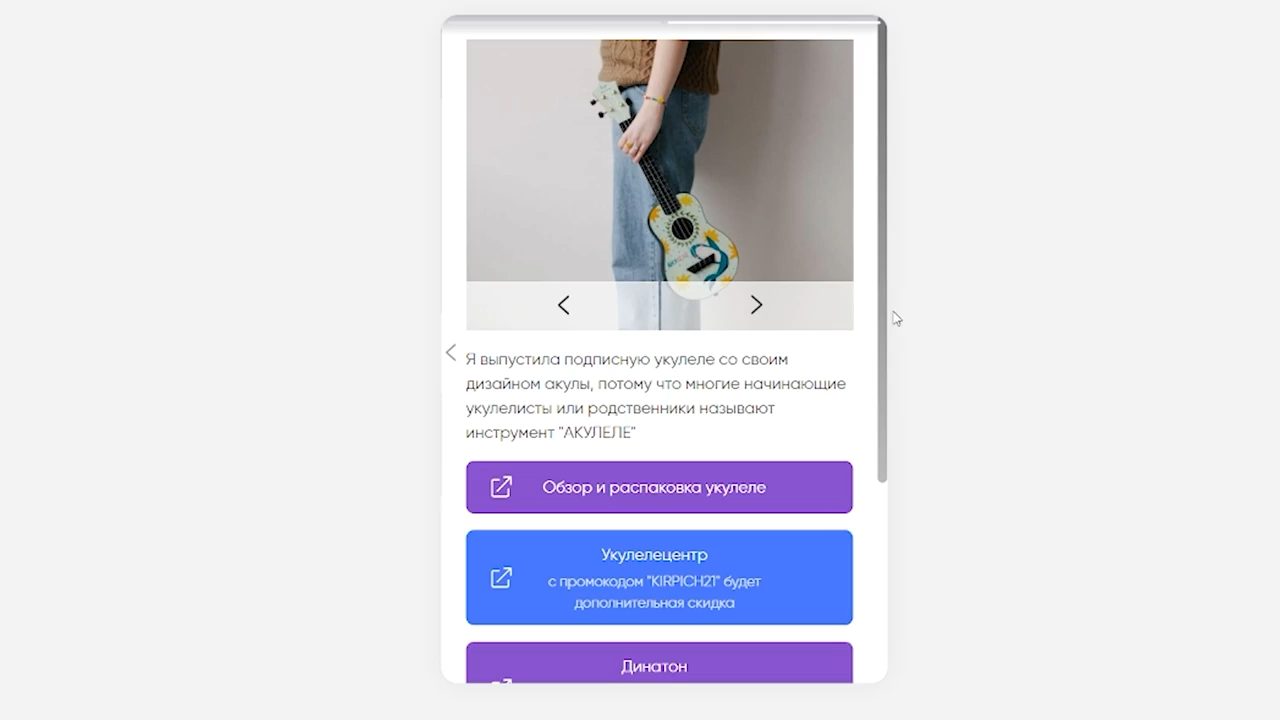 Я выпустила подписную укулеле со своим
дизайном акулы, потому что многие начинающие
укулелисты или родственники называют
инструмент "АКУЛЕЛЕ"
Обзор и распаковка укулеле
Укулелецентр
с промокодом "KIRPICH21" будет
дополнительная скидка
Динатон